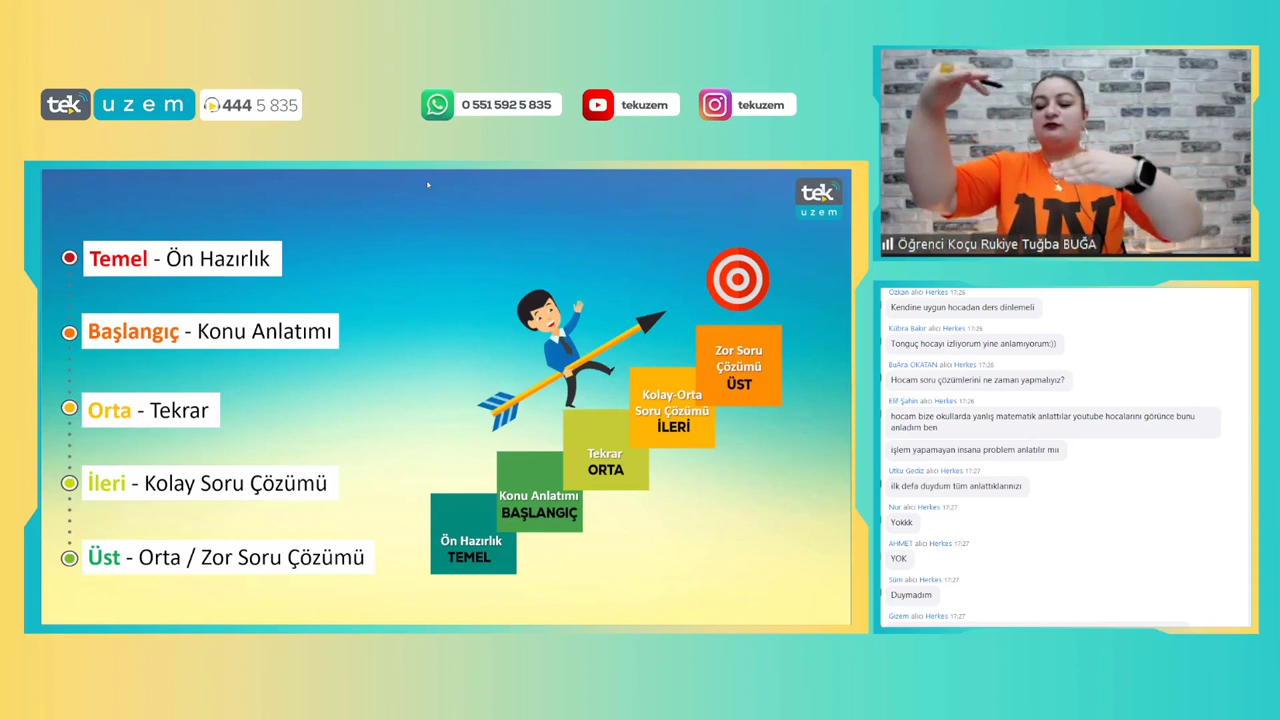 tek uzem 444 5 835
0 551 592 5 835
tekuzem
tekuzem
tek
uzem
Temel - Ön Hazırlık
Başlangıç - Konu Anlatımı
Orta - Tekrar
İleri - Kolay Soru Çözümü
Üst - Orta / Zor Soru Çözümü
Zor Soru
Çözümü
ÜST
Kolay-Orta
Soru Çözümü
İLERİ
Tekrar
ORTA
Konu Anlatımı
BAŞLANGIÇ
Ön Hazırlık
TEMEL
Öğrenci Koçu Rukiye Tuğba BUĞA
Özkan alıcı Herkes 17:26
Kendine uygun hocadan ders dinlemeli
Kübra Bakır alıcı Herkes 17:26
Tonguç hocayı izliyorum yine anlamıyorum:))
BuAra OKATAN alıcı Herkes 17:26
Hocam soru çözümlerini ne zaman yapmalıyız?
Elif Şahin alıcı Herkes 17:26
hocam bize okullarda yanlış matematik anlattılar youtube hocalarını görünce bunu
anladım ben
işlem yapamayan insana problem anlatılır mıı
Utku Gediz alıcı Herkes 17:27
ilk defa duydum tüm anlattıklarınızı
Nur alıcı Herkes 17:27
Yokkk
AHMET alıcı Herkes 17:27
YOK
Süm alıcı Herkes 17:27
Duymadım
Gizem alıcı Herkes 17:27